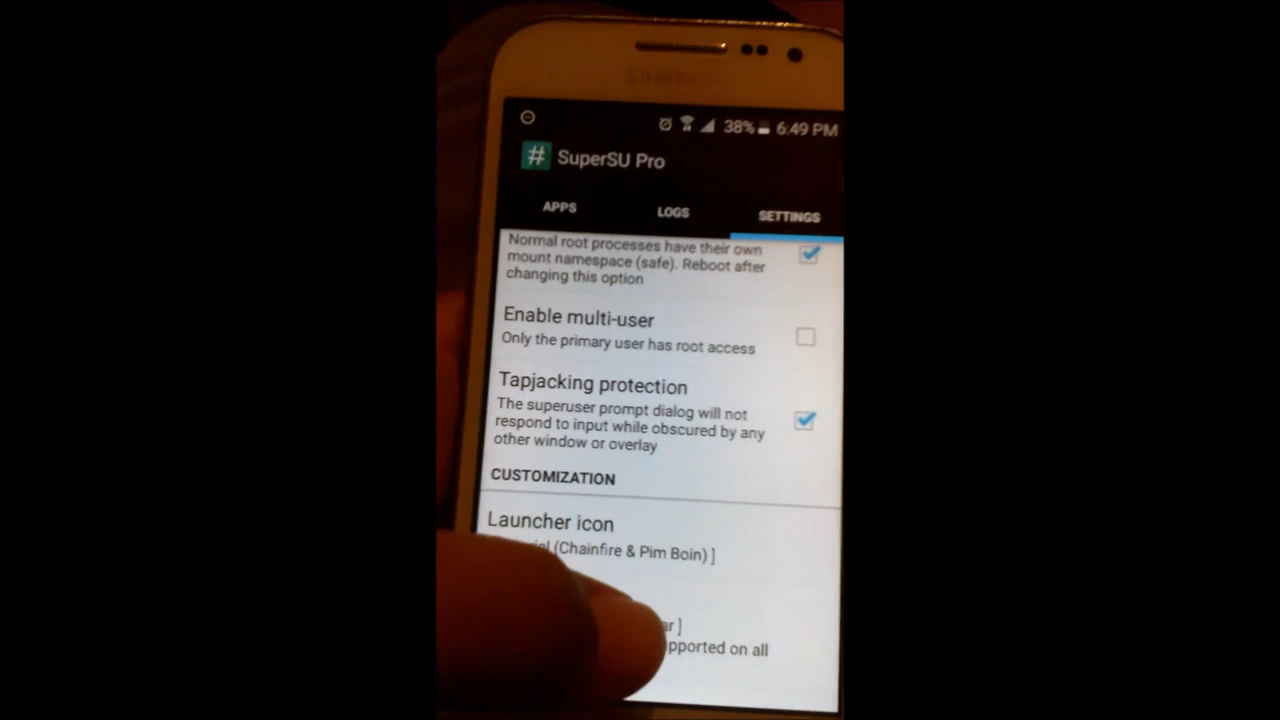 SAMSUNG
38% 6:49 PM
# SuperSU Pro
APPS LOGS SETTINGS
Normal root processes have their own
mount namespace (safe). Reboot after
changing this option
Enable multi-user
Only the primary user has root access
Tapjacking protection
The superuser prompt dialog will not
respond to input while obscured by any
other window or overlay
CUSTOMIZATION
Launcher icon
(Chainfire & Pim Boin) ]
]
on all